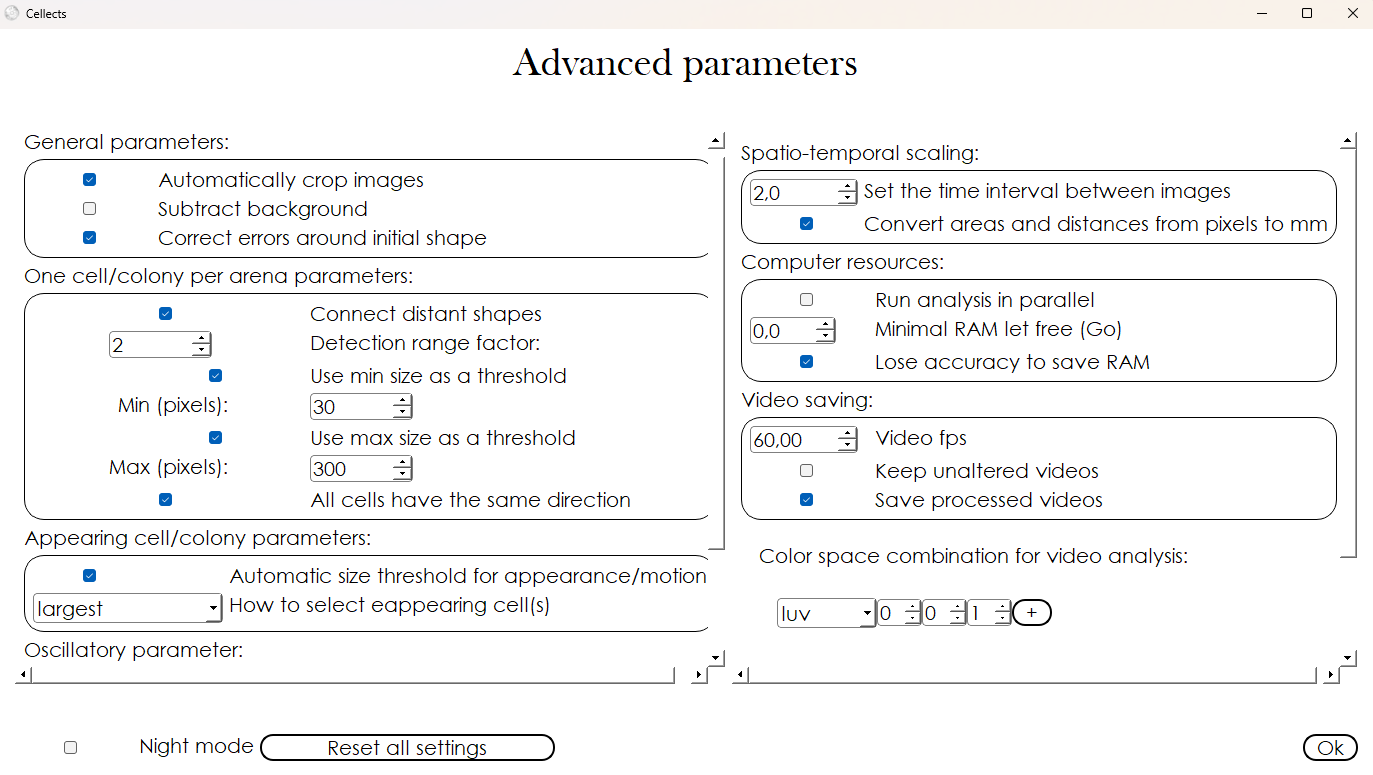 Cellects
Advanced parameters
General parameters:
Automatically crop images
Subtract background
Correct errors around initial shape
One cell/colony per arena parameters:
Connect distant shapes
2 Detection range factor:
Use min size as a threshold
Min (pixels): 30
Use max size as a threshold
Max (pixels): 300
All cells have the same direction
Appearing cell/colony parameters:
Automatic size threshold for appearance/motion
largest How to select eappearing cell(s)
Oscillatory parameter:
Spatio-temporal scaling:
2,0 Set the time interval between images
Convert areas and distances from pixels to mm
Computer resources:
Run analysis in parallel
0,0 Minimal RAM let free (Go)
Lose accuracy to save RAM
Video saving:
60,00 Video fps
Keep unaltered videos
Save processed videos
Color space combination for video analysis:
luv 0 0 1 +
Night mode Reset all settings Ok